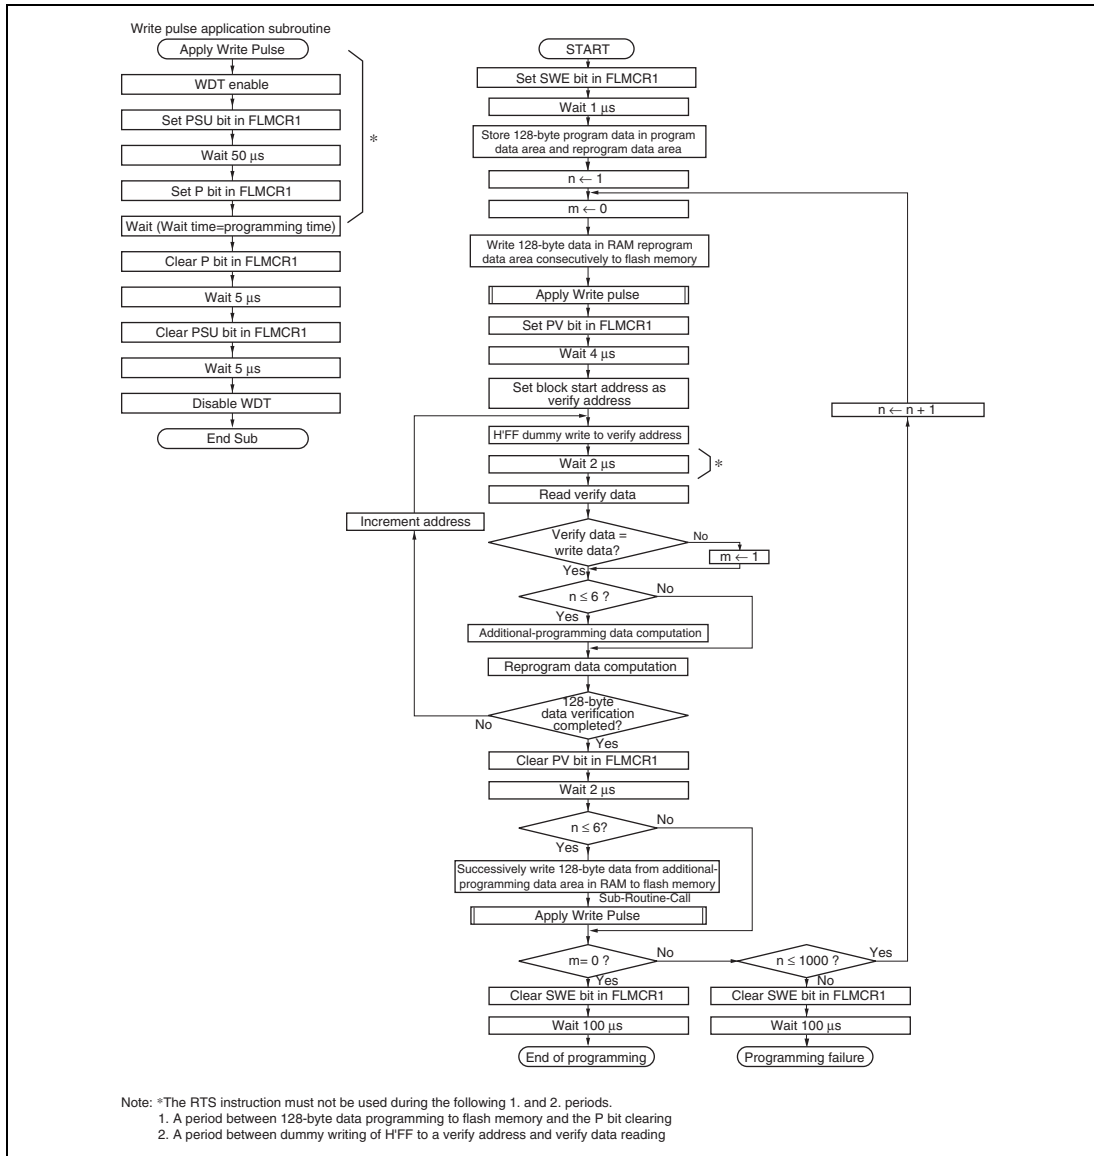 Write pulse application subroutine
Apply Write Pulse
WDT enable
Set PSU bit in FLMCR1
Wait 50 μs
Set P bit in FLMCR1
Wait (Wait time=programming time)
*
Clear P bit in FLMCR1
Wait 5 μs
Clear PSU bit in FLMCR1
Wait 5 μs
Disable WDT
End Sub
START
Set SWE bit in FLMCR1
Wait 1 μs
Store 128-byte program data in program
data area and reprogram data area
n ← 1
m ← 0
Write 128-byte data in RAM reprogram
data area consecutively to flash memory
Apply Write pulse
Set PV bit in FLMCR1
Wait 4 μs
Set block start address as
verify address
n ← n + 1
H'FF dummy write to verify address
Wait 2 μs
*
Read verify data
Increment address
Verify data =
write data?
No
m ← 1
Yes
n ≤ 6 ?
No
Yes
Additional-programming data computation
Reprogram data computation
128-byte
data verification
completed?
No
Yes
Clear PV bit in FLMCR1
Wait 2 μs
n ≤ 6?
No
Yes
Successively write 128-byte data from additional-
programming data area in RAM to flash memory
Sub-Routine-Call
Apply Write Pulse
m= 0 ?
No
n ≤ 1000 ?
Yes
Yes
No
Clear SWE bit in FLMCR1
Clear SWE bit in FLMCR1
Wait 100 μs
Wait 100 μs
End of programming
Programming failure
Note: *The RTS instruction must not be used during the following 1. and 2. periods.
1. A period between 128-byte data programming to flash memory and the P bit clearing
2. A period between dummy writing of H'FF to a verify address and verify data reading